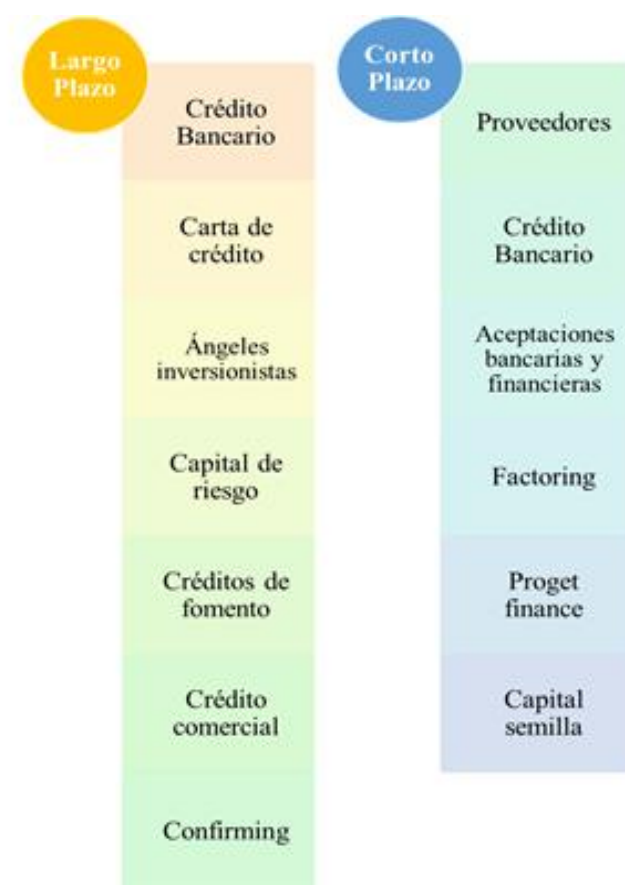 Largo
Plazo
Crédito
Bancario
Carta de
crédito
Ángeles
inversionistas
Capital de
riesgo
Créditos de
fomento
Crédito
comercial
Confirming
Corto
Plazo
Proveedores
Crédito
Bancario
Aceptaciones
bancarias y
financieras
Factoring
Proget
finance
Capital
semilla